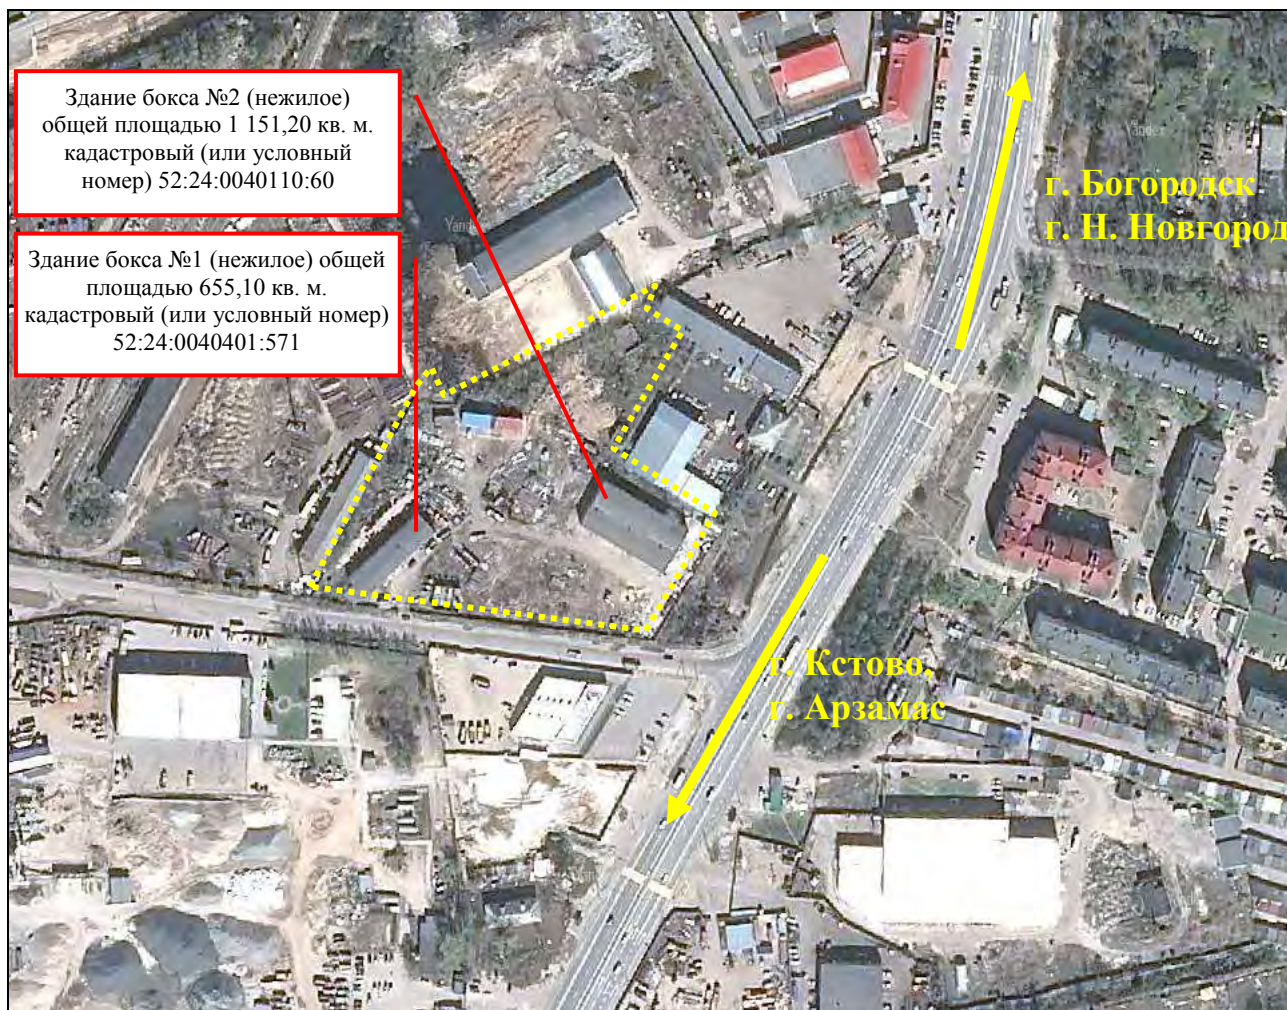 Здание бокса №2 (нежилое)
общей площадью 1 151,20 кв. м.
кадастровый (или условный
номер) 52:24:0040110:60
Здание бокса №1 (нежилое) общей
площадью 655,10 кв. м.
кадастровый (или условный номер)
52:24:0040401:571
Yandex
г. Богородск
г. Н. Новгород
г. Кстово,
г. Арзамас